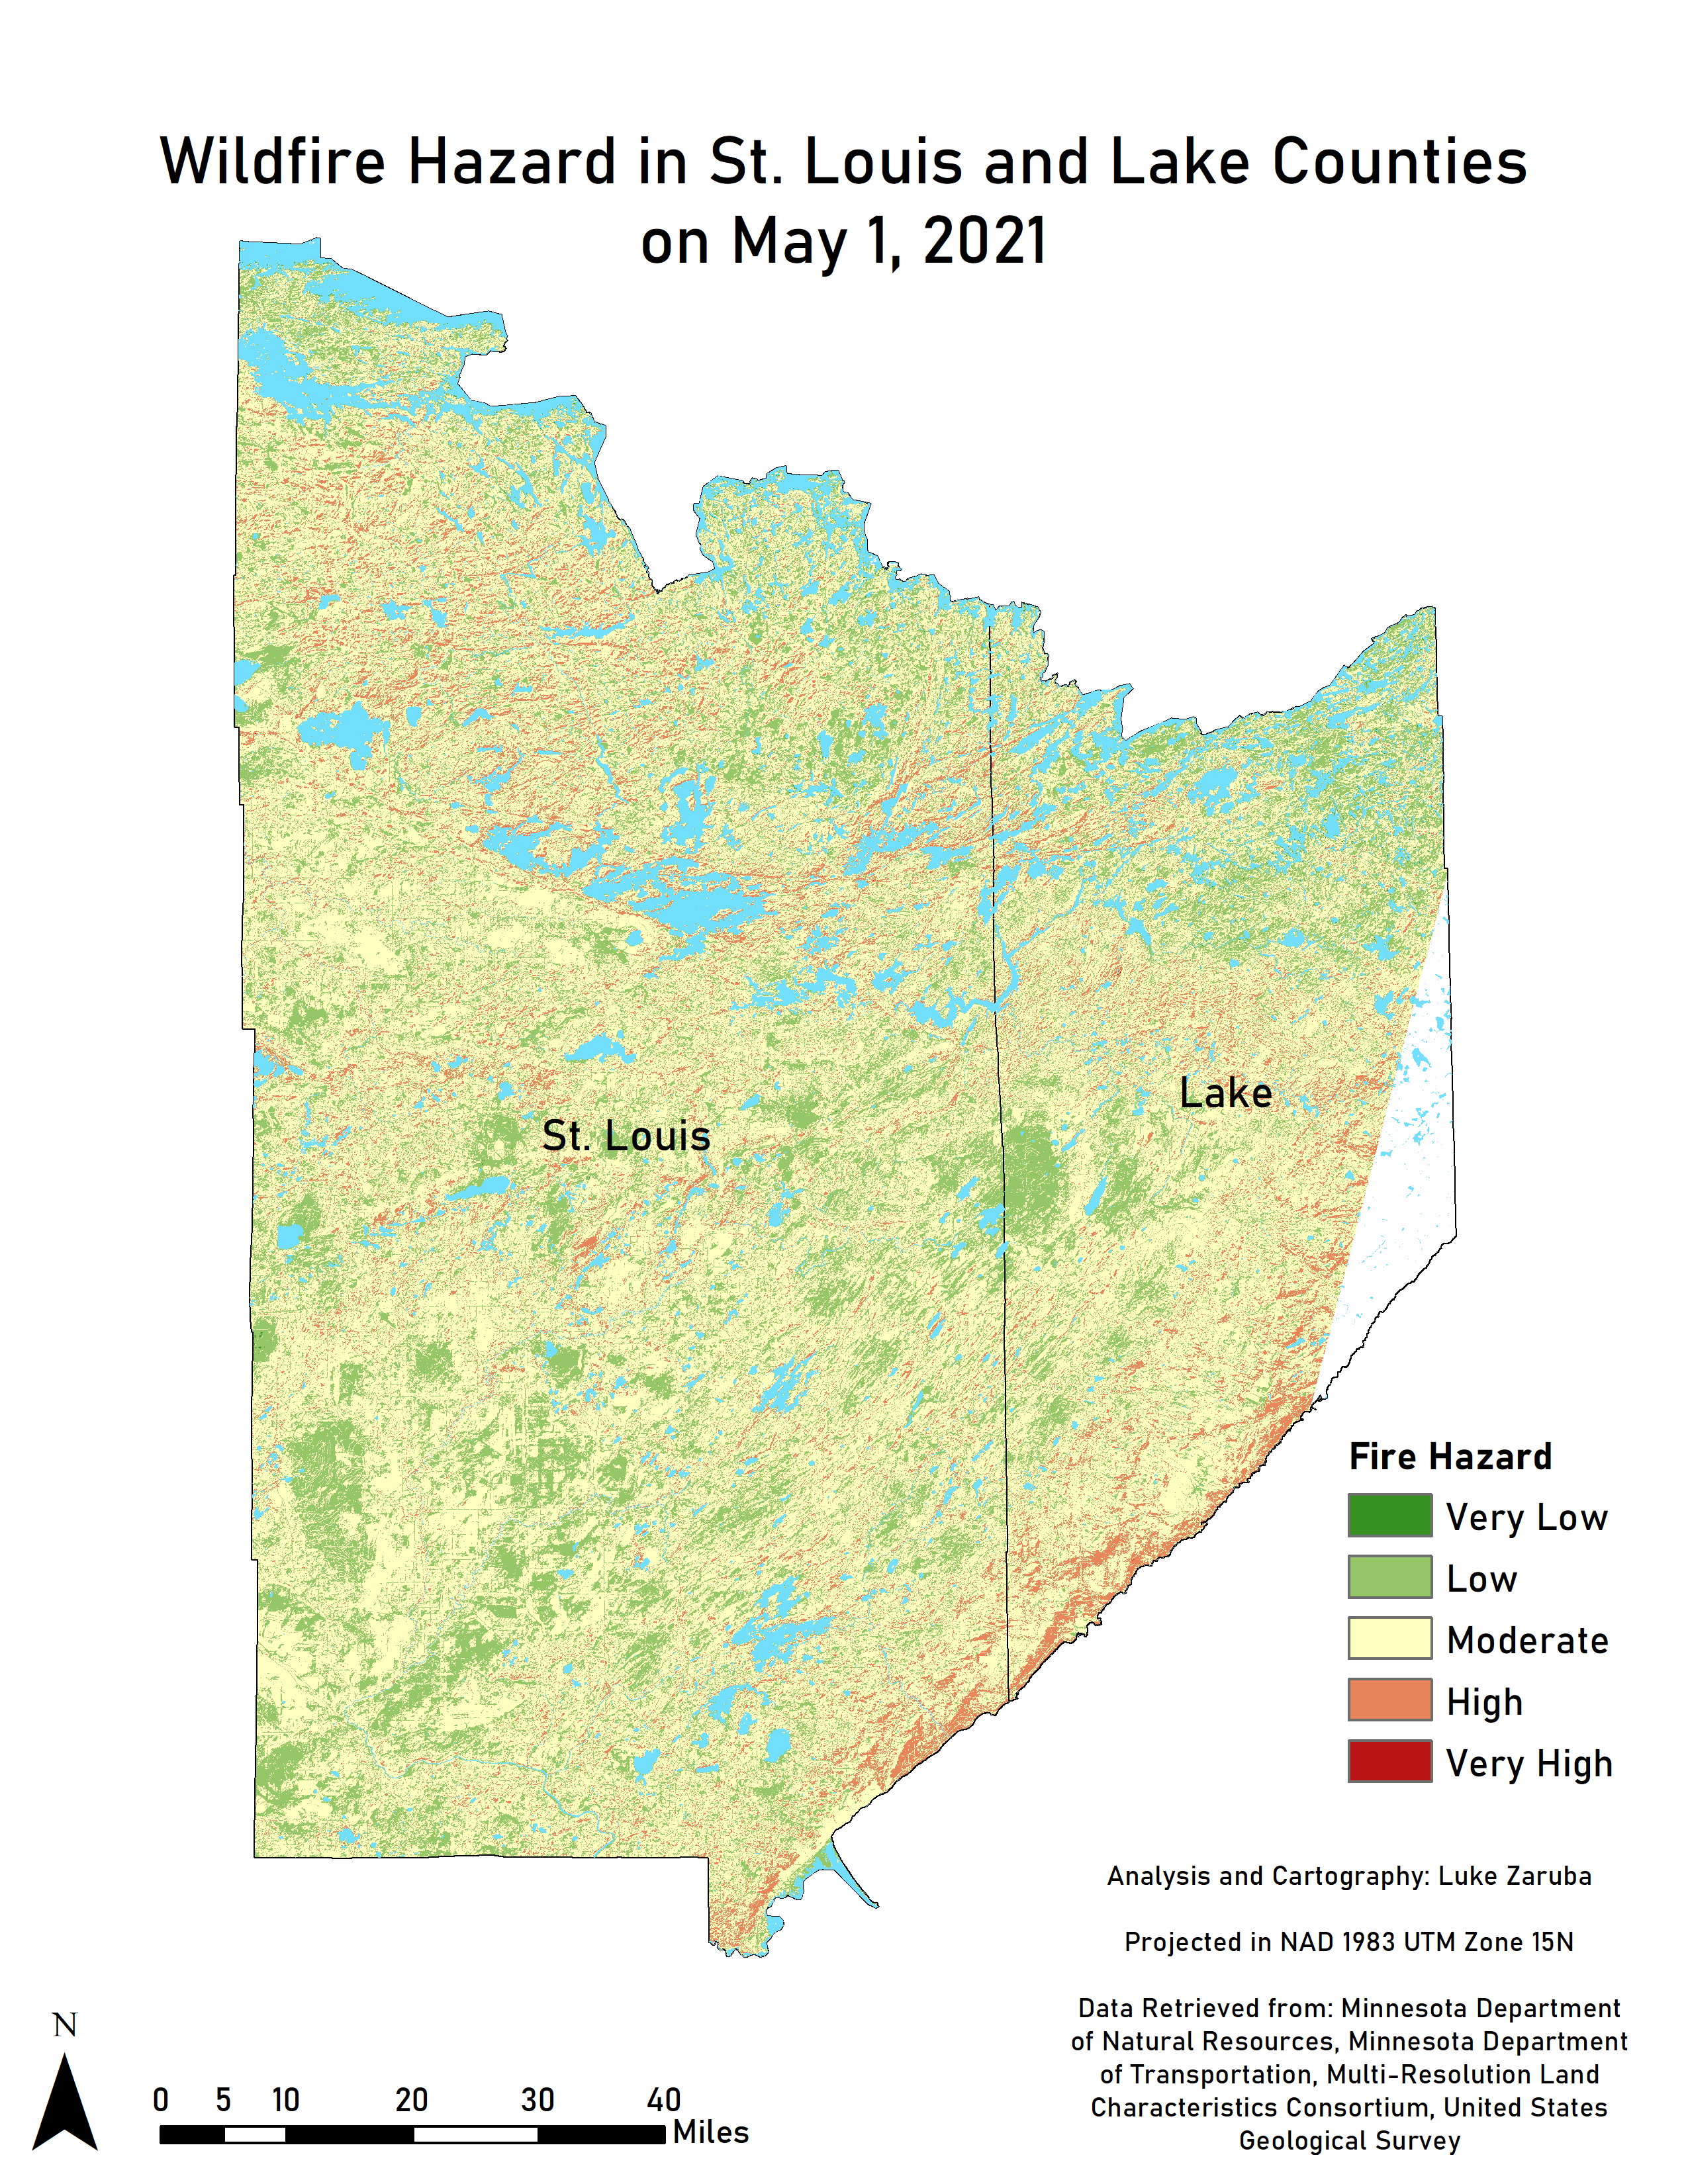 Wildfire Hazard in St. Louis and Lake Counties
on May 1, 2021
Lake
St. Louis
Fire Hazard
Very Low
Low
Moderate
High
Very High
Analysis and Cartography: Luke Zaruba
Projected in NAD 1983 UTM Zone 15N
Data Retrieved from: Minnesota Department
of Natural Resources, Minnesota Department
of Transportation, Multi-Resolution Land
Characteristics Consortium, United States
Geological Survey
N
0 5 10 20 30 40
Miles